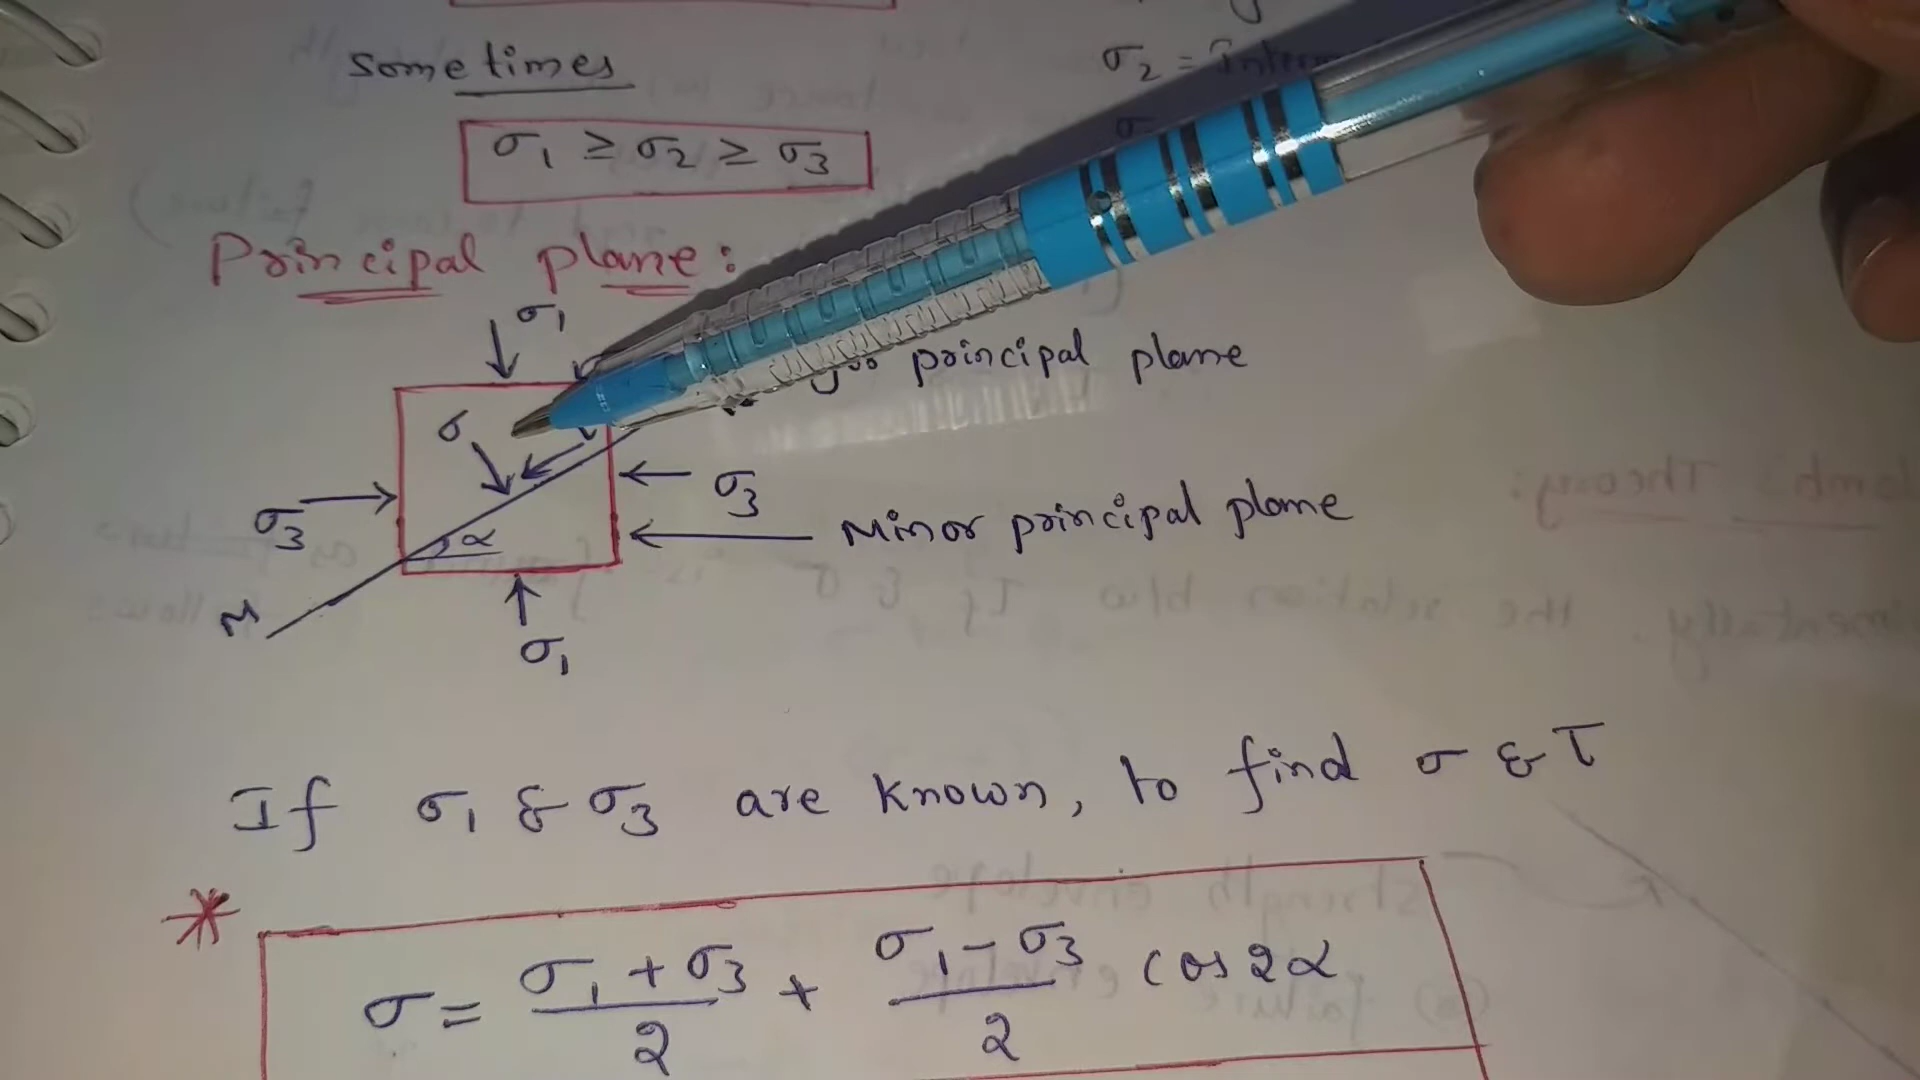 sometimes
σ2 =
σ1 ≥ σ2 ≥ σ3
Principal plane:
σ1
principal plane
σ
σ3
σ3
Minor principal plane
α
M
σ1
If σ1 & σ3 are known, to find σ & τ
*
σ = (σ1 + σ3)/2 + (σ1 - σ3)/2 cos 2α